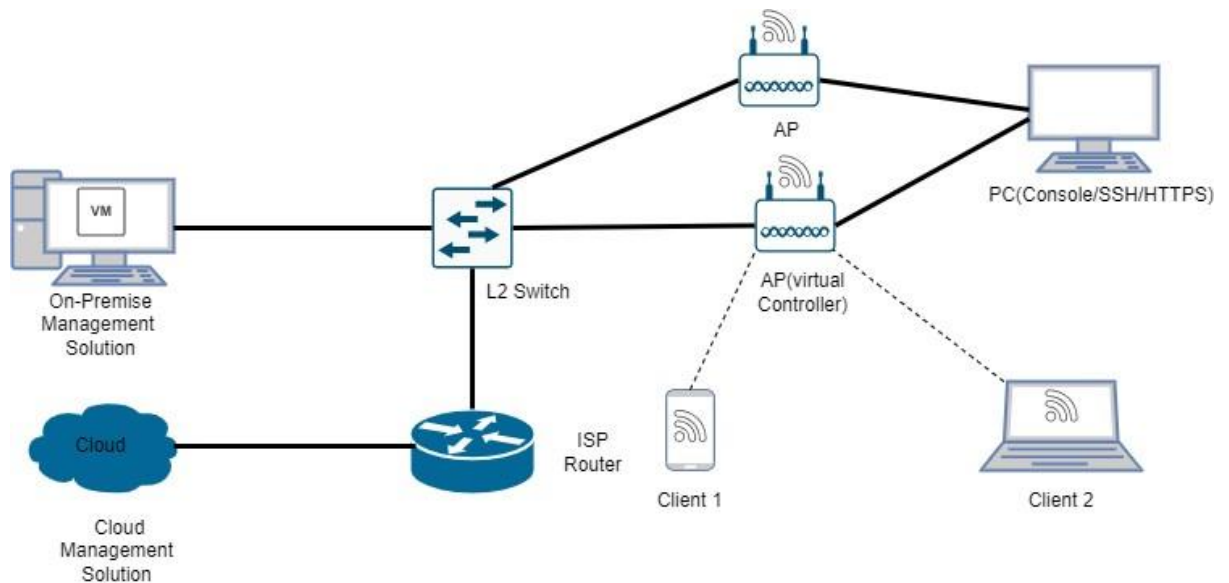 AP
PC(Console/SSH/HTTPS)
VM
On-Premise
Management
Solution
L2 Switch
AP(virtual
Controller)
Cloud
ISP
Router
Client 1
Client 2
Cloud
Management
Solution